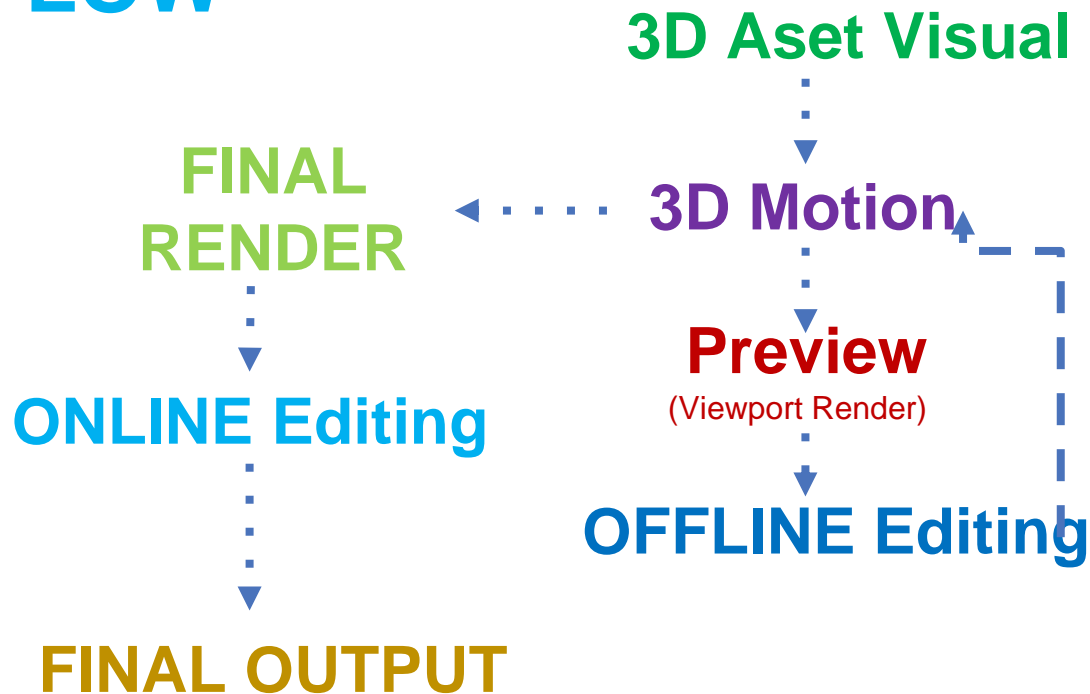 3D Aset Visual
FINAL
RENDER
3D Motion
Preview
(Viewport Render)
ONLINE Editing
OFFLINE Editing
FINAL OUTPUT